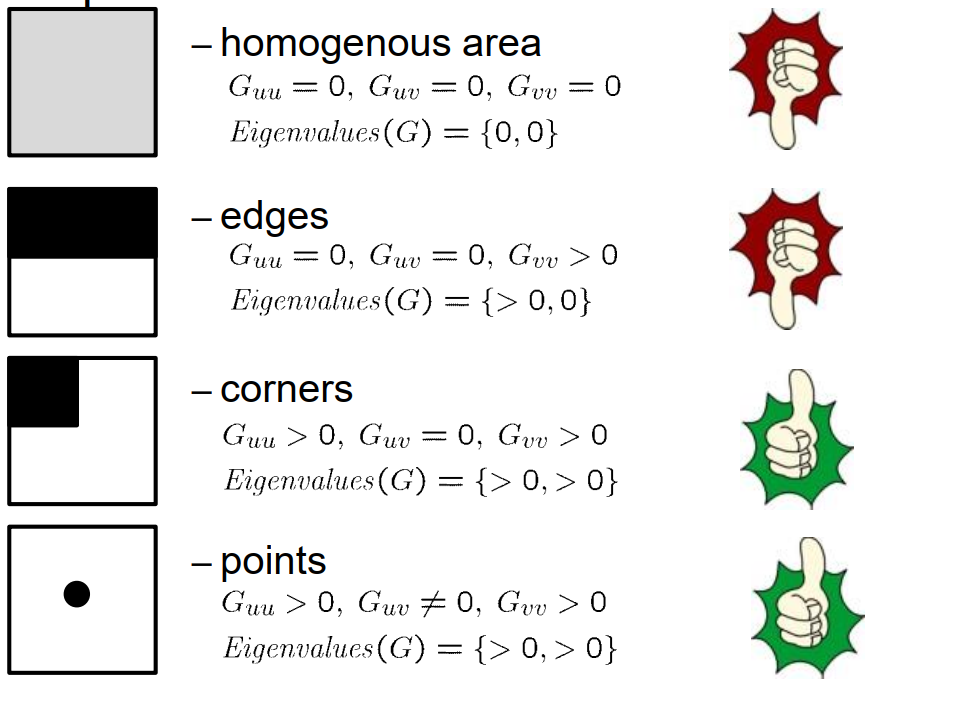 – homogenous area
G_{uu} = 0, G_{uv} = 0, G_{vv} = 0
Eigenvalues(G) = {0, 0}
– edges
G_{uu} = 0, G_{uv} = 0, G_{vv} > 0
Eigenvalues(G) = {> 0, 0}
– corners
G_{uu} > 0, G_{uv} = 0, G_{vv} > 0
Eigenvalues(G) = {> 0, > 0}
– points
G_{uu} > 0, G_{uv} ≠ 0, G_{vv} > 0
Eigenvalues(G) = {> 0, > 0}